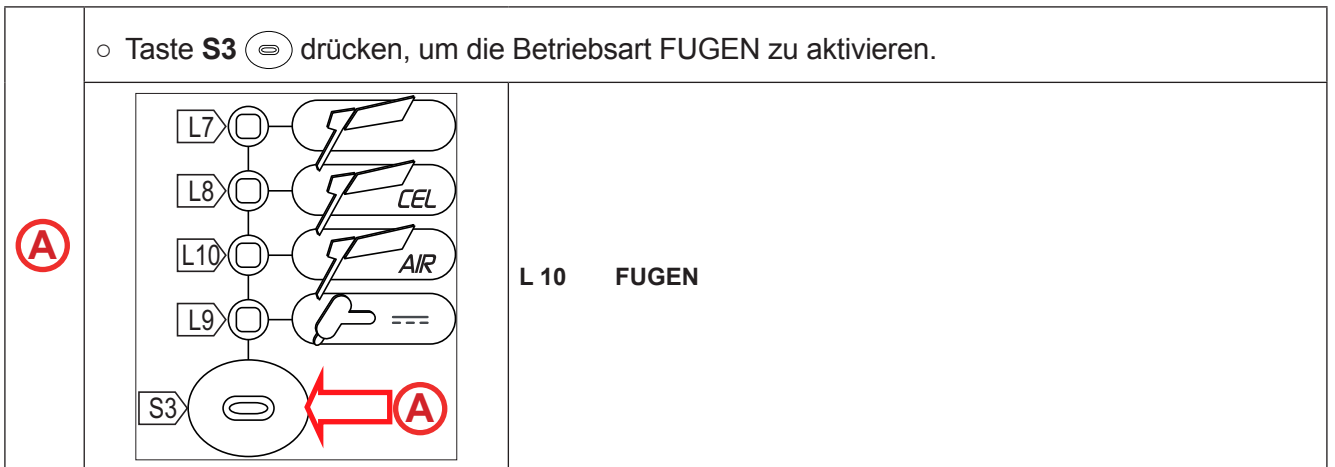 ○ Taste S3 drücken, um die Betriebsart FUGEN zu aktivieren.
A
L7
L8 CEL
L10 AIR
L9
S3 A
L 10 FUGEN